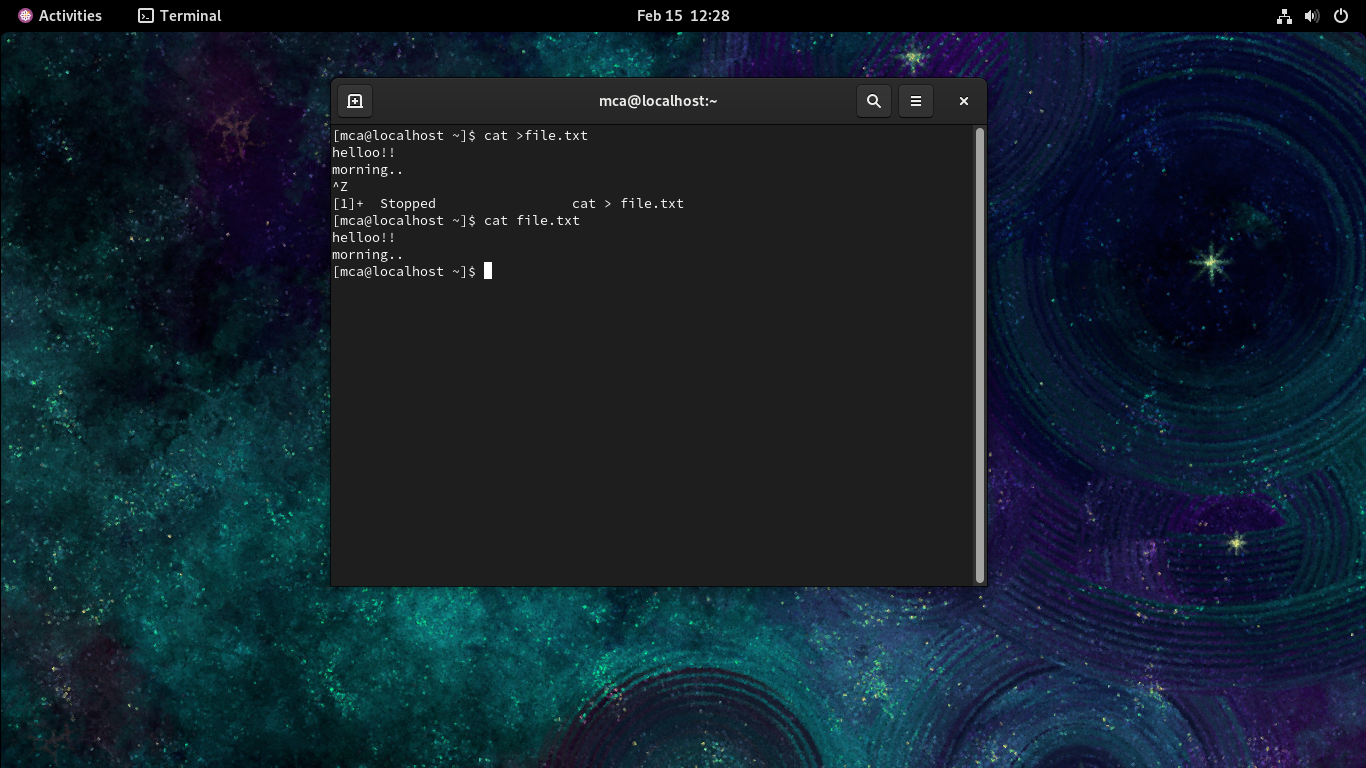 Activities Terminal Feb 15 12:28
mca@localhost:~
[mca@localhost ~]$ cat >file.txt
helloo!!
morning..
^Z
[1]+  Stopped                 cat > file.txt
[mca@localhost ~]$ cat file.txt
helloo!!
morning..
[mca@localhost ~]$